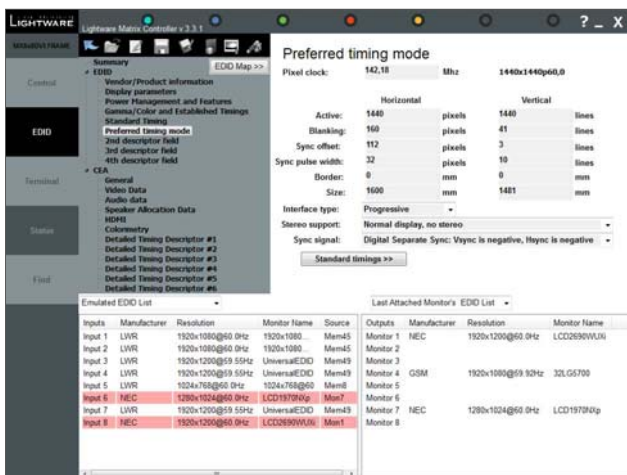 LIGHTWARE
Lightware Matrix Controller v 3.3.1
? _ X
Control
EDID
Terminal
Status
Find
EDID Map >>
Summary
EDID
Vendor/Product information
Display parameters
Power Management and Features
Gamma/Color and Established Timings
Standard Timing
Preferred timing mode
2nd descriptor field
3rd descriptor field
4th descriptor field
CEA
General
Video Data
Audio data
Speaker Allocation Data
HDMI
Colorimetry
Detailed Timing Descriptor #1
Detailed Timing Descriptor #2
Detailed Timing Descriptor #3
Detailed Timing Descriptor #4
Detailed Timing Descriptor #5
Detailed Timing Descriptor #6
Preferred timing mode
Pixel clock: 142,18 Mhz 1440x1440p60,0
Horizontal Vertical
Active: 1440 pixels 1440 lines
Blanking: 160 pixels 41 lines
Sync offset: 112 pixels 3 lines
Sync pulse width: 32 pixels 10 lines
Border: 0 mm 0 mm
Size: 1600 mm 1481 mm
Interface type: Progressive
Stereo support: Normal display, no stereo
Sync signal: Digital Separate Sync: Vsync is negative, Hsync is negative
Standard timings >>
Emulated EDID List
Inputs Manufacturer Resolution Monitor Name Source
Input 1 LWR 1920x1080@60.0Hz 1920x1080... Mem45
Input 2 LWR 1920x1080@60.0Hz 1920x1080... Mem45
Input 3 LWR 1920x1200@59.55Hz UniversalEDID Mem49
Input 4 LWR 1920x1200@59.55Hz UniversalEDID Mem49
Input 5 LWR 1024x768@60.0Hz 1024x768@60 Mem8
Input 6 NEC 1280x1024@60.0Hz LCD1970NXp Mon7
Input 7 LWR 1920x1200@59.55Hz UniversalEDID Mem49
Input 8 NEC 1920x1200@60.0Hz LCD2690WUXi Mon1
Last Attached Monitor's EDID List
Outputs Manufacturer Resolution Monitor Name
Monitor 1 NEC 1920x1200@60.0Hz LCD2690WUXi
Monitor 2
Monitor 3
Monitor 4 GSM 1920x1080@59.92Hz 32LG5700
Monitor 5
Monitor 6
Monitor 7 NEC 1280x1024@60.0Hz LCD1970NXp
Monitor 8